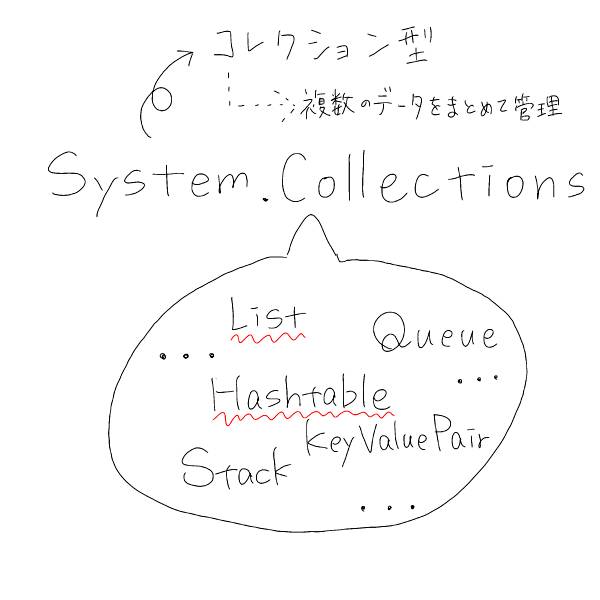 コレクション型
複数のデータをまとめて管理
System.Collections
List
Queue
...
...
Hashtable
KeyValuePair
Stack
...